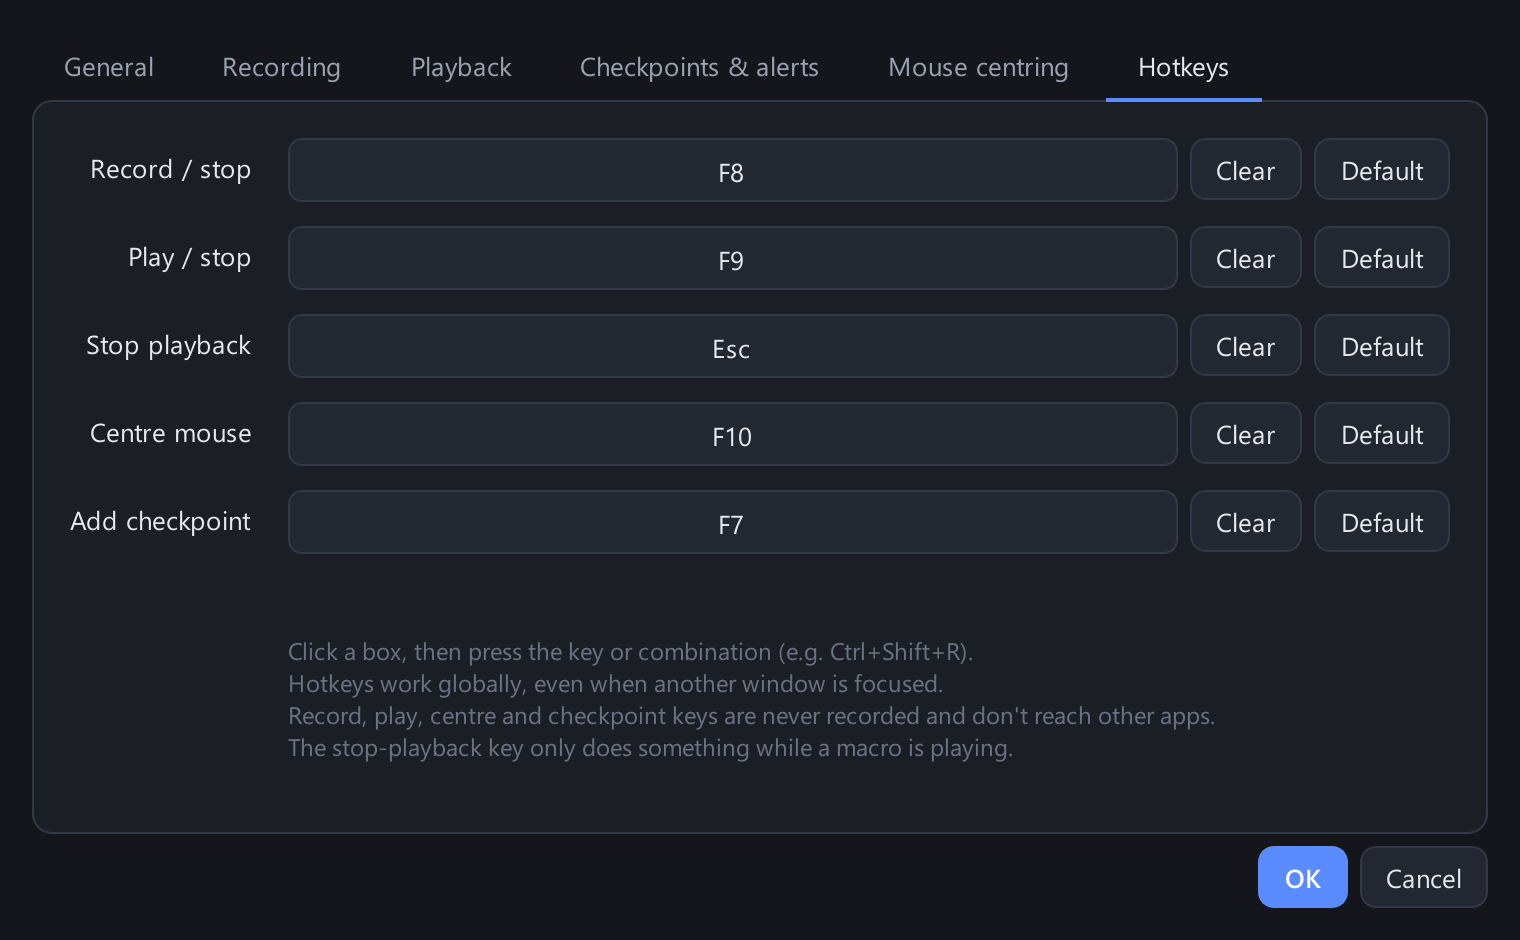 General Recording Playback Checkpoints & alerts Mouse centring Hotkeys
Record / stop F8 Clear Default
Play / stop F9 Clear Default
Stop playback Esc Clear Default
Centre mouse F10 Clear Default
Add checkpoint F7 Clear Default
Click a box, then press the key or combination (e.g. Ctrl+Shift+R).
Hotkeys work globally, even when another window is focused.
Record, play, centre and checkpoint keys are never recorded and don't reach other apps.
The stop-playback key only does something while a macro is playing.
OK Cancel